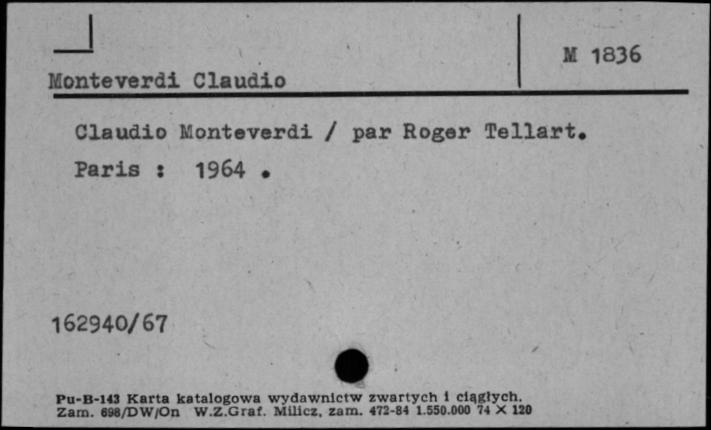 M 1836
Monteverdi Claudio
Claudio Monteverdi / par Roger Tellart.
Paris : 1964 .
162940/67
Pu-B-143 Karta katalogowa wydawnictw zwartych i ciągłych.
Zam. 698/DW/On W.Z.Graf. Milicz, zam. 472-84 1.550.000 74 X 120